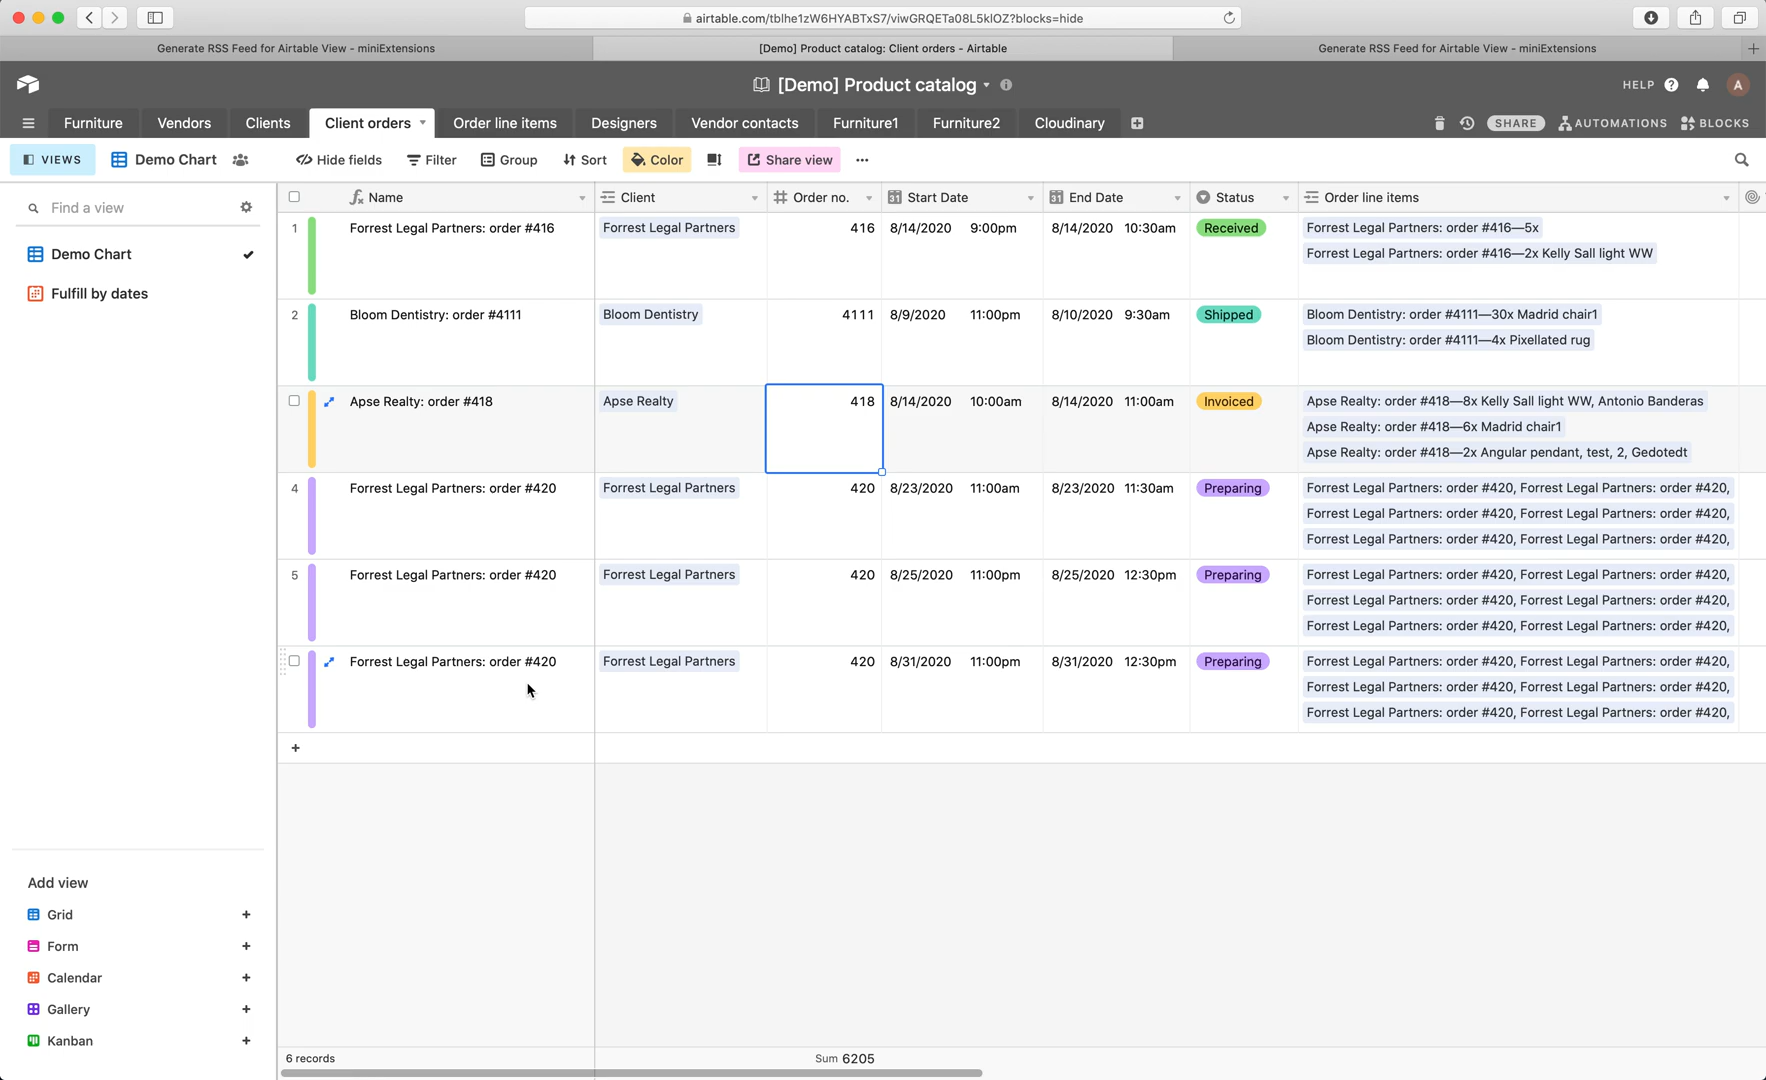 airtable.com/tblhe1zW6HYABTxS7/viwGRQETa08L5klOZ?blocks=hide
Generate RSS Feed for Airtable View - miniExtensions
[Demo] Product catalog: Client orders - Airtable
Generate RSS Feed for Airtable View - miniExtensions
[Demo] Product catalog
HELP
A
Furniture Vendors Clients Client orders Order line items Designers Vendor contacts Furniture1 Furniture2 Cloudinary
SHARE AUTOMATIONS BLOCKS
VIEWS Demo Chart Hide fields Filter Group Sort Color Share view
Find a view
Demo Chart
Fulfill by dates
Name Client Order no. Start Date End Date Status Order line items
1 Forrest Legal Partners: order #416 Forrest Legal Partners 416 8/14/2020 9:00pm 8/14/2020 10:30am Received Forrest Legal Partners: order #416—5x
Forrest Legal Partners: order #416—2x Kelly Sall light WW
2 Bloom Dentistry: order #4111 Bloom Dentistry 4111 8/9/2020 11:00pm 8/10/2020 9:30am Shipped Bloom Dentistry: order #4111—30x Madrid chair1
Bloom Dentistry: order #4111—4x Pixellated rug
Apse Realty: order #418 Apse Realty 418 8/14/2020 10:00am 8/14/2020 11:00am Invoiced Apse Realty: order #418—8x Kelly Sall light WW, Antonio Banderas
Apse Realty: order #418—6x Madrid chair1
Apse Realty: order #418—2x Angular pendant, test, 2, Gedotedt
4 Forrest Legal Partners: order #420 Forrest Legal Partners 420 8/23/2020 11:00am 8/23/2020 11:30am Preparing Forrest Legal Partners: order #420, Forrest Legal Partners: order #420,
Forrest Legal Partners: order #420, Forrest Legal Partners: order #420,
Forrest Legal Partners: order #420, Forrest Legal Partners: order #420,
5 Forrest Legal Partners: order #420 Forrest Legal Partners 420 8/25/2020 11:00pm 8/25/2020 12:30pm Preparing Forrest Legal Partners: order #420, Forrest Legal Partners: order #420,
Forrest Legal Partners: order #420, Forrest Legal Partners: order #420,
Forrest Legal Partners: order #420, Forrest Legal Partners: order #420,
Forrest Legal Partners: order #420 Forrest Legal Partners 420 8/31/2020 11:00pm 8/31/2020 12:30pm Preparing Forrest Legal Partners: order #420, Forrest Legal Partners: order #420,
Forrest Legal Partners: order #420, Forrest Legal Partners: order #420,
Forrest Legal Partners: order #420, Forrest Legal Partners: order #420,
Add view
Grid
Form
Calendar
Gallery
Kanban
6 records Sum 6205